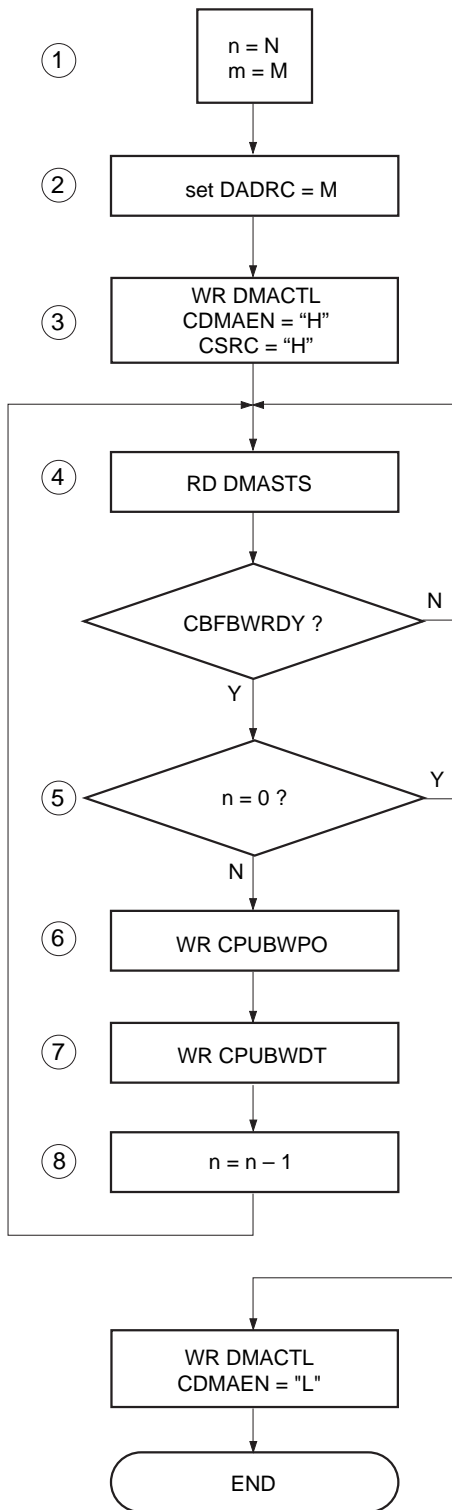 1
n = N
m = M
2
set DADRC = M
3
WR DMACTL
CDMAEN = “H”
CSRC = “H”
4
RD DMASTS
CBFBWRDY ?
N
Y
5
n = 0 ?
Y
N
6
WR CPUBWPO
7
WR CPUBWDT
8
n = n – 1
WR DMACTL
CDMAEN = "L"
END